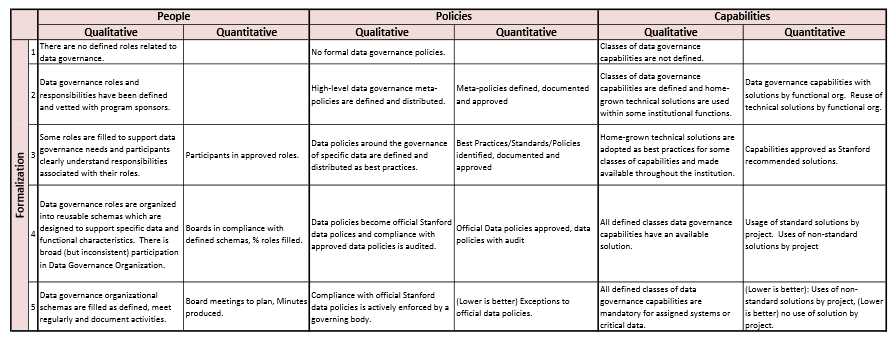 People Policies Capabilities
Qualitative Quantitative Qualitative Quantitative Qualitative Quantitative
Formalization
1
There are no defined roles related to
data governance.
No formal data governance policies.
Classes of data governance
capabilities are not defined.
2
Data governance roles and
responsibilities have been defined
and vetted with program sponsors.
High-level data governance meta-
policies are defined and distributed.
Meta-policies defined, documented
and approved
Classes of data governance
capabilities are defined and home-
grown technical solutions are used
within some institutional functions.
Data governance capabilities with
solutions by functional org. Reuse of
technical solutions by functional org.
3
Some roles are filled to support data
governance needs and participants
clearly understand responsibilities
associated with their roles.
Participants in approved roles.
Data policies around the governance
of specific data are defined and
distributed as best practices.
Best Practices/Standards/Policies
identified, documented and
approved
Home-grown technical solutions are
adopted as best practices for some
classes of capabilities and made
available throughout the institution.
Capabilities approved as Stanford
recommended solutions.
4
Data governance roles are organized
into reusable schemas which are
designed to support specific data and
functional characteristics. There is
broad (but inconsistent) participation
in Data Governance Organization.
Boards in compliance with
defined schemas, % roles filled.
Data policies become official Stanford
data polices and compliance with
approved data policies is audited.
Official Data policies approved, data
policies with audit
All defined classes data governance
capabilities have an available
solution.
Usage of standard solutions by
project. Uses of non-standard
solutions by project
5
Data governance organizational
schemas are filled as defined, meet
regularly and document activities.
Board meetings to plan, Minutes
produced.
Compliance with official Stanford
data policies is actively enforced by a
governing body.
(Lower is better) Exceptions to
official data policies.
All defined classes of data
governance capabilities are
mandatory for assigned systems or
critical data.
(Lower is better): Uses of non-
standard solutions by project, (Lower
is better) no use of solution by
project.